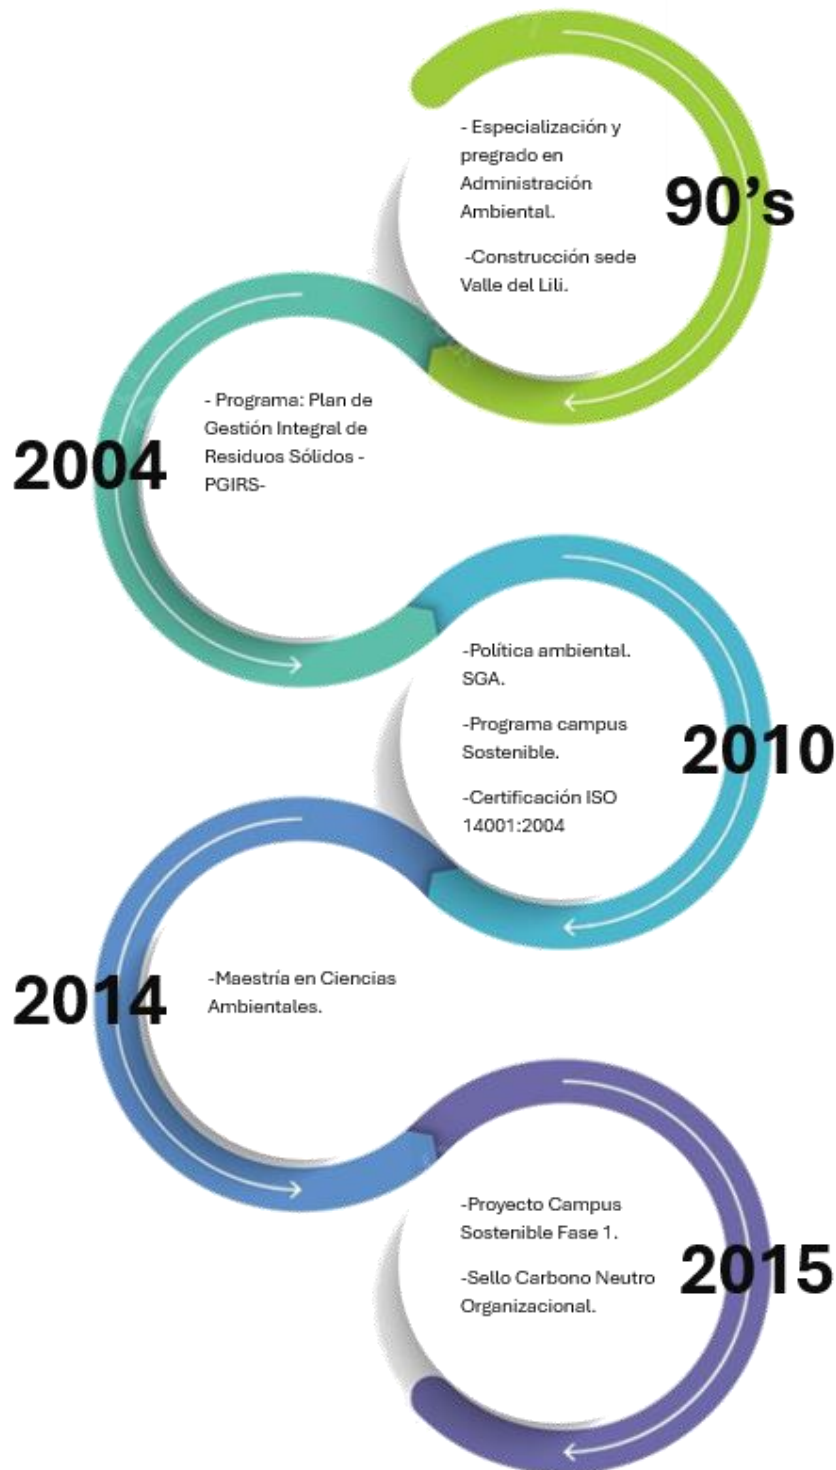 - Especialización y
pregrado en
Administración
Ambiental.
-Construcción sede
Valle del Lili.
90's
- Programa: Plan de
Gestión Integral de
Residuos Sólidos -
PGIRS-
2004
-Política ambiental.
SGA.
-Programa campus
Sostenible.
-Certificación ISO
14001:2004
2010
-Maestría en Ciencias
Ambientales.
2014
-Proyecto Campus
Sostenible Fase 1.
-Sello Carbono Neutro
Organizacional.
2015